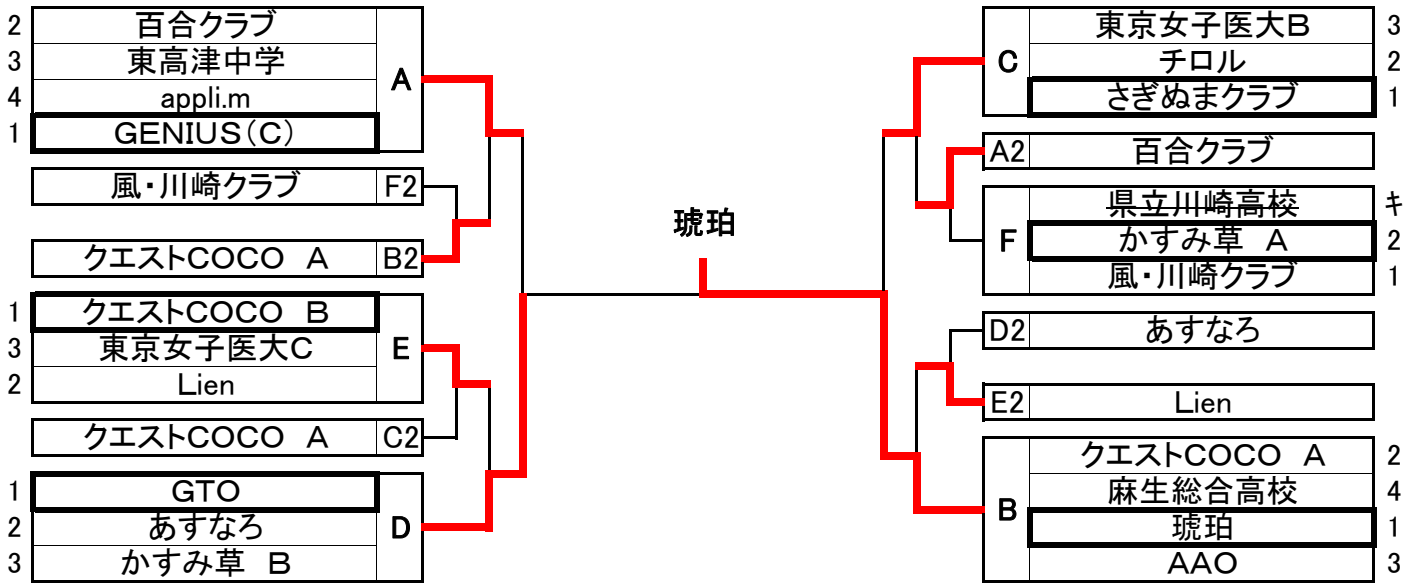 2 百合クラブ
3 東高津中学
4 appli.m
1 GENIUS(C)
A
風・川崎クラブ F2
クエストCOCO A B2
1 クエストCOCO B
3 東京女子医大C
2 Lien
E
クエストCOCO A C2
1 GTO
2 あすなろ
3 かすみ草 B
D
琥珀
東京女子医大B 3
チロル 2
さぎぬまクラブ 1
C
A2 百合クラブ
県立川崎高校 キ
かすみ草 A 2
風・川崎クラブ 1
F
D2 あすなろ
E2 Lien
クエストCOCO A 2
麻生総合高校 4
琥珀 1
AAO 3
B